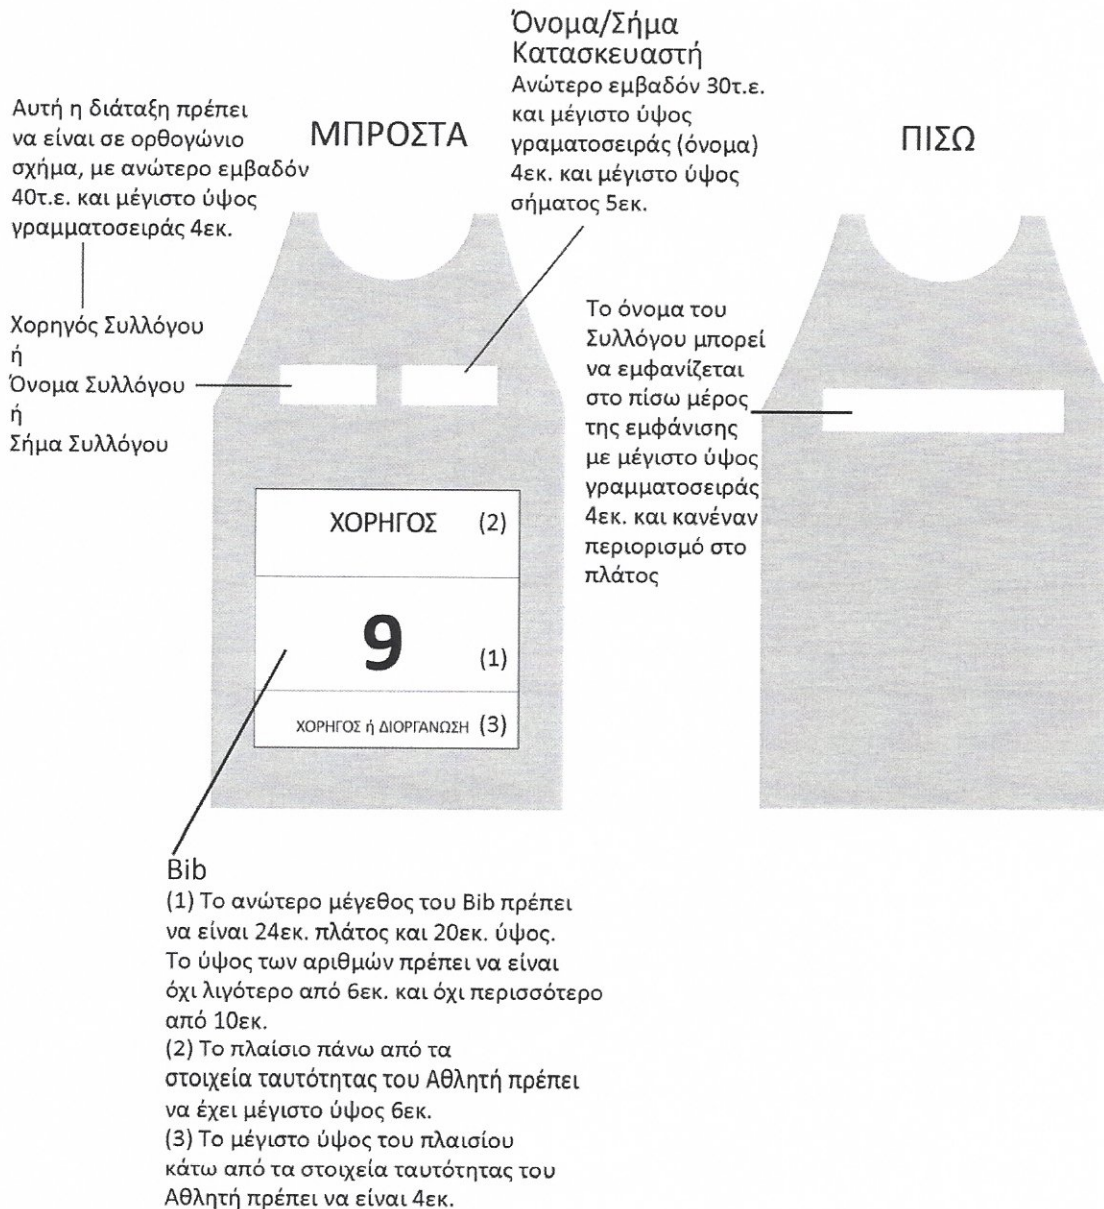 Όνομα/Σήμα
Κατασκευαστή
Ανώτερο εμβαδόν 30τ.ε.
και μέγιστο ύψος
γραματοσειράς (όνομα)
4εκ. και μέγιστο ύψος
σήματος 5εκ.
Αυτή η διάταξη πρέπει
να είναι σε ορθογώνιο
σχήμα, με ανώτερο εμβαδόν
40τ.ε. και μέγιστο ύψος
γραμματοσειράς 4εκ.
ΜΠΡΟΣΤΑ
ΠΙΣΩ
Χορηγός Συλλόγου
ή
Όνομα Συλλόγου
ή
Σήμα Συλλόγου
Το όνομα του
Συλλόγου μπορεί
να εμφανίζεται
στο πίσω μέρος
της εμφάνισης
με μέγιστο ύψος
γραμματοσειράς
4εκ. και κανέναν
περιορισμό στο
πλάτος
ΧΟΡΗΓΟΣ (2)
9 (1)
ΧΟΡΗΓΟΣ ή ΔΙΟΡΓΑΝΩΣΗ (3)
Bib
(1) Το ανώτερο μέγεθος του Bib πρέπει
να είναι 24εκ. πλάτος και 20εκ. ύψος.
Το ύψος των αριθμών πρέπει να είναι
όχι λιγότερο από 6εκ. και όχι περισσότερο
από 10εκ.
(2) Το πλαίσιο πάνω από τα
στοιχεία ταυτότητας του Αθλητή πρέπει
να έχει μέγιστο ύψος 6εκ.
(3) Το μέγιστο ύψος του πλαισίου
κάτω από τα στοιχεία ταυτότητας του
Αθλητή πρέπει να είναι 4εκ.